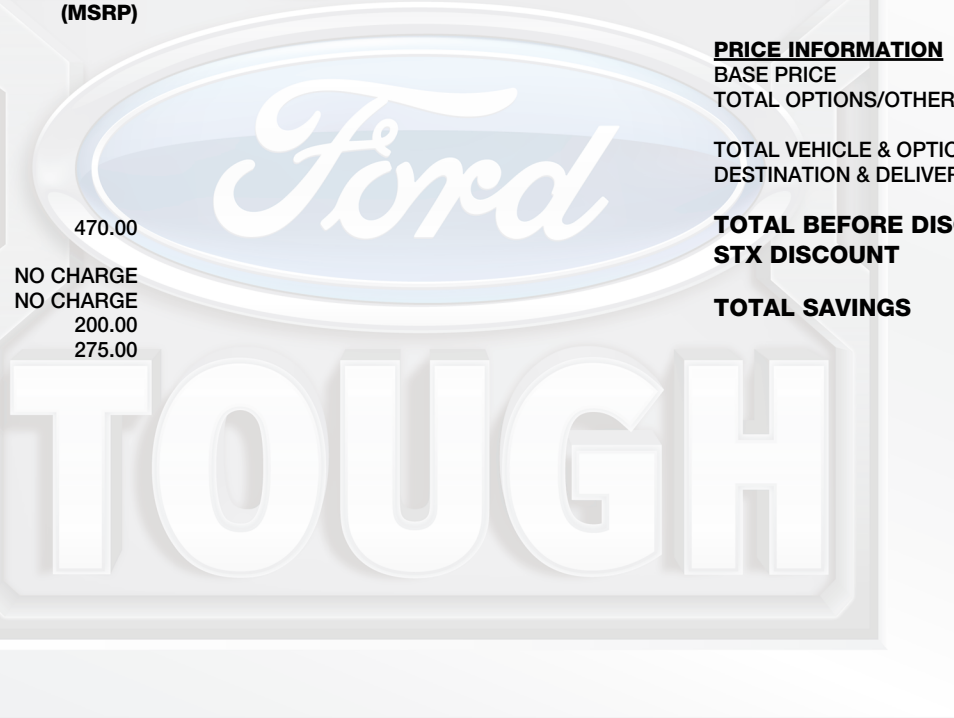 (MSRP)
470.00
NO CHARGE
NO CHARGE
200.00
275.00
PRICE INFORMATION
BASE PRICE
TOTAL OPTIONS/OTHER
TOTAL VEHICLE & OPTIO
DESTINATION & DELIVER
TOTAL BEFORE DISC
STX DISCOUNT
TOTAL SAVINGS
Ford
TOUGH